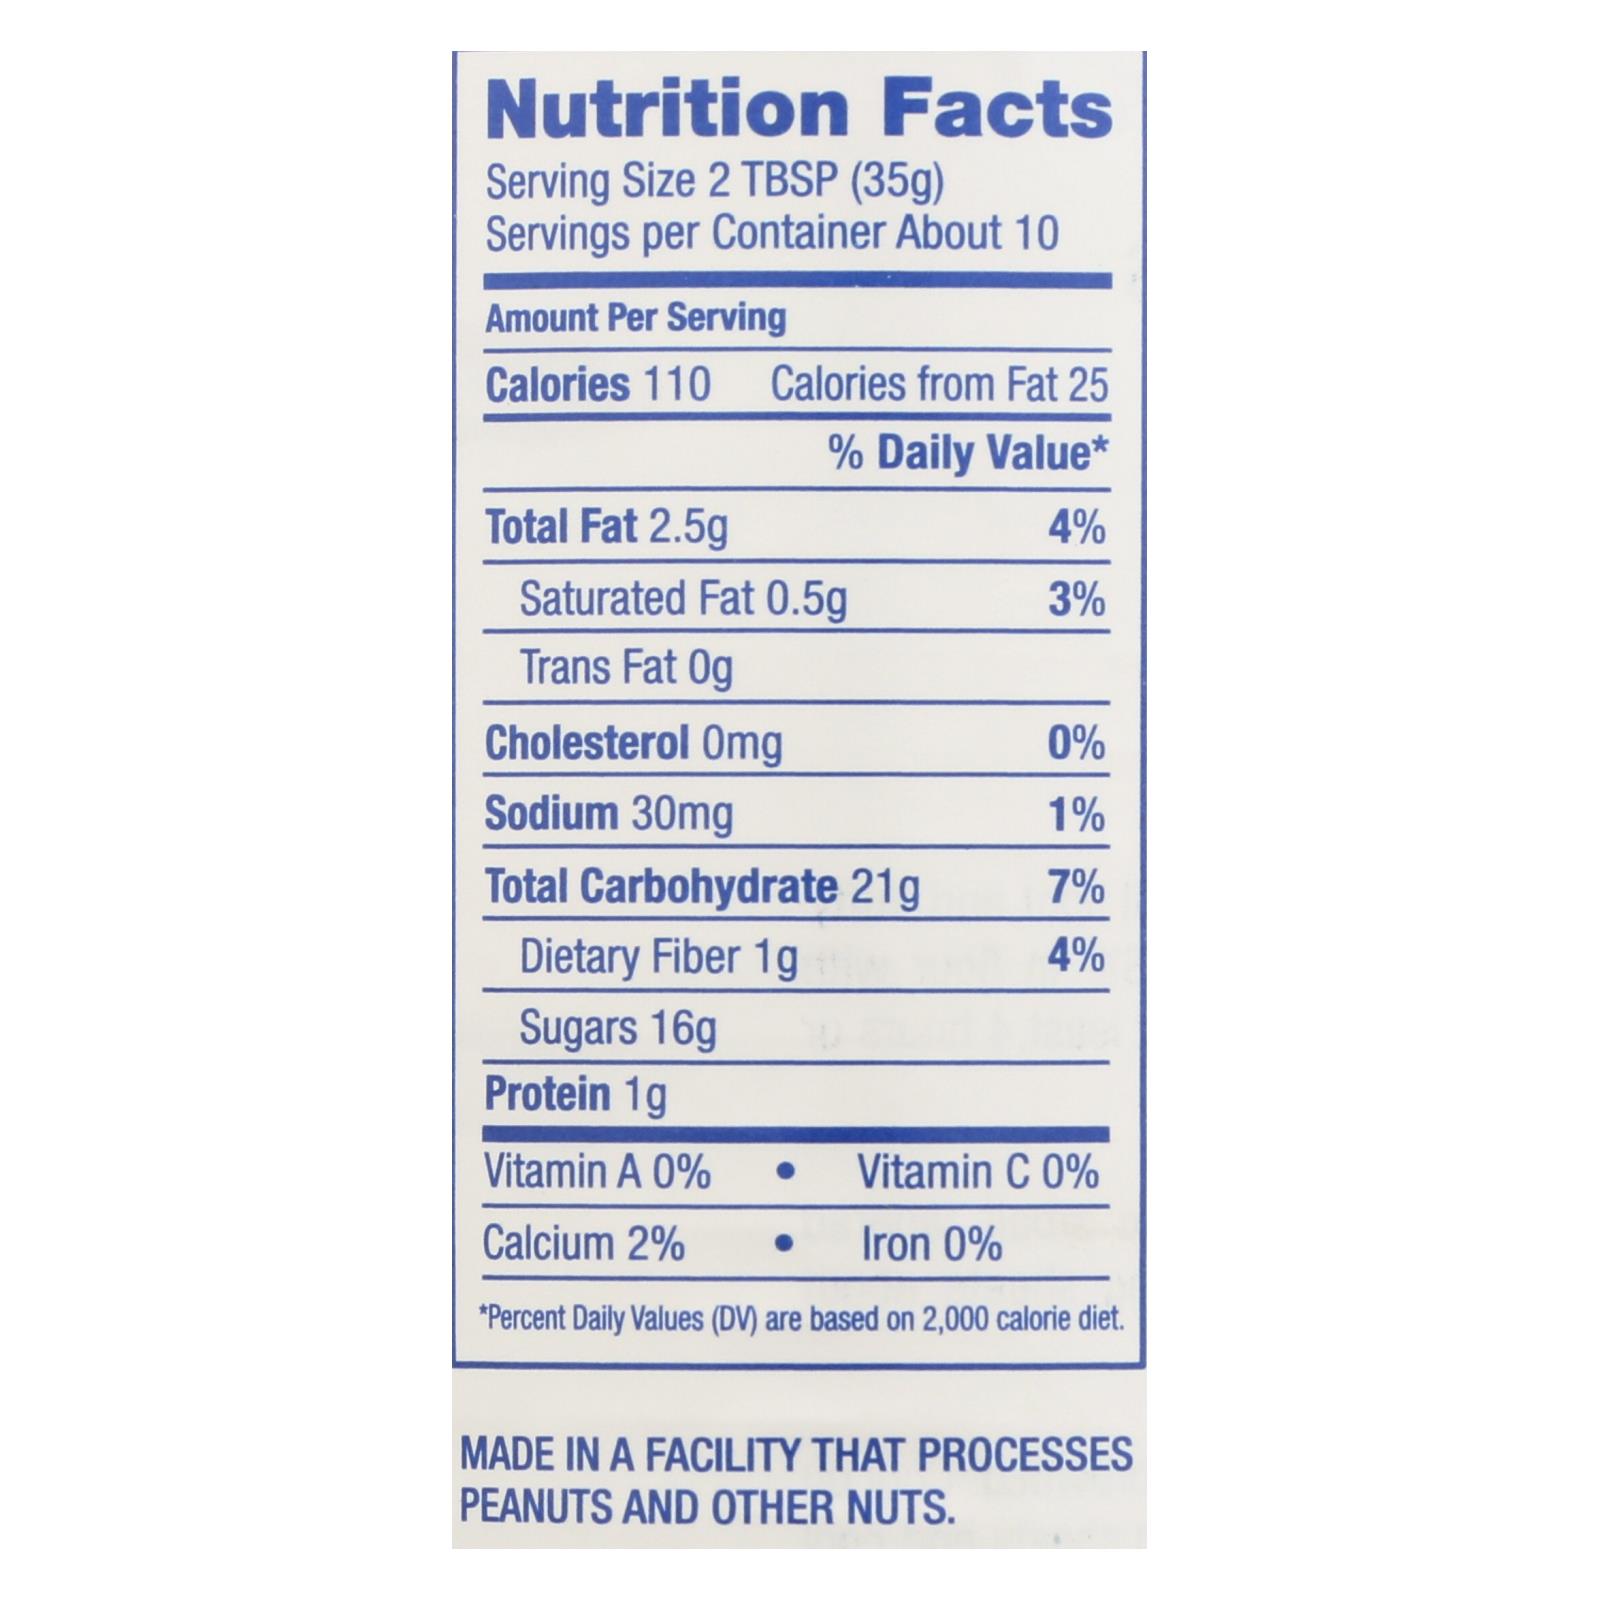 Nutrition Facts
Serving Size 2 TBSP (35g)
Servings per Container About 10
Amount Per Serving
Calories 110 Calories from Fat 25
% Daily Value*
Total Fat 2.5g 4%
Saturated Fat 0.5g 3%
Trans Fat 0g
Cholesterol 0mg 0%
Sodium 30mg 1%
Total Carbohydrate 21g 7%
Dietary Fiber 1g 4%
Sugars 16g
Protein 1g
Vitamin A 0% • Vitamin C 0%
Calcium 2% • Iron 0%
*Percent Daily Values (DV) are based on 2,000 calorie diet.
MADE IN A FACILITY THAT PROCESSES
PEANUTS AND OTHER NUTS.